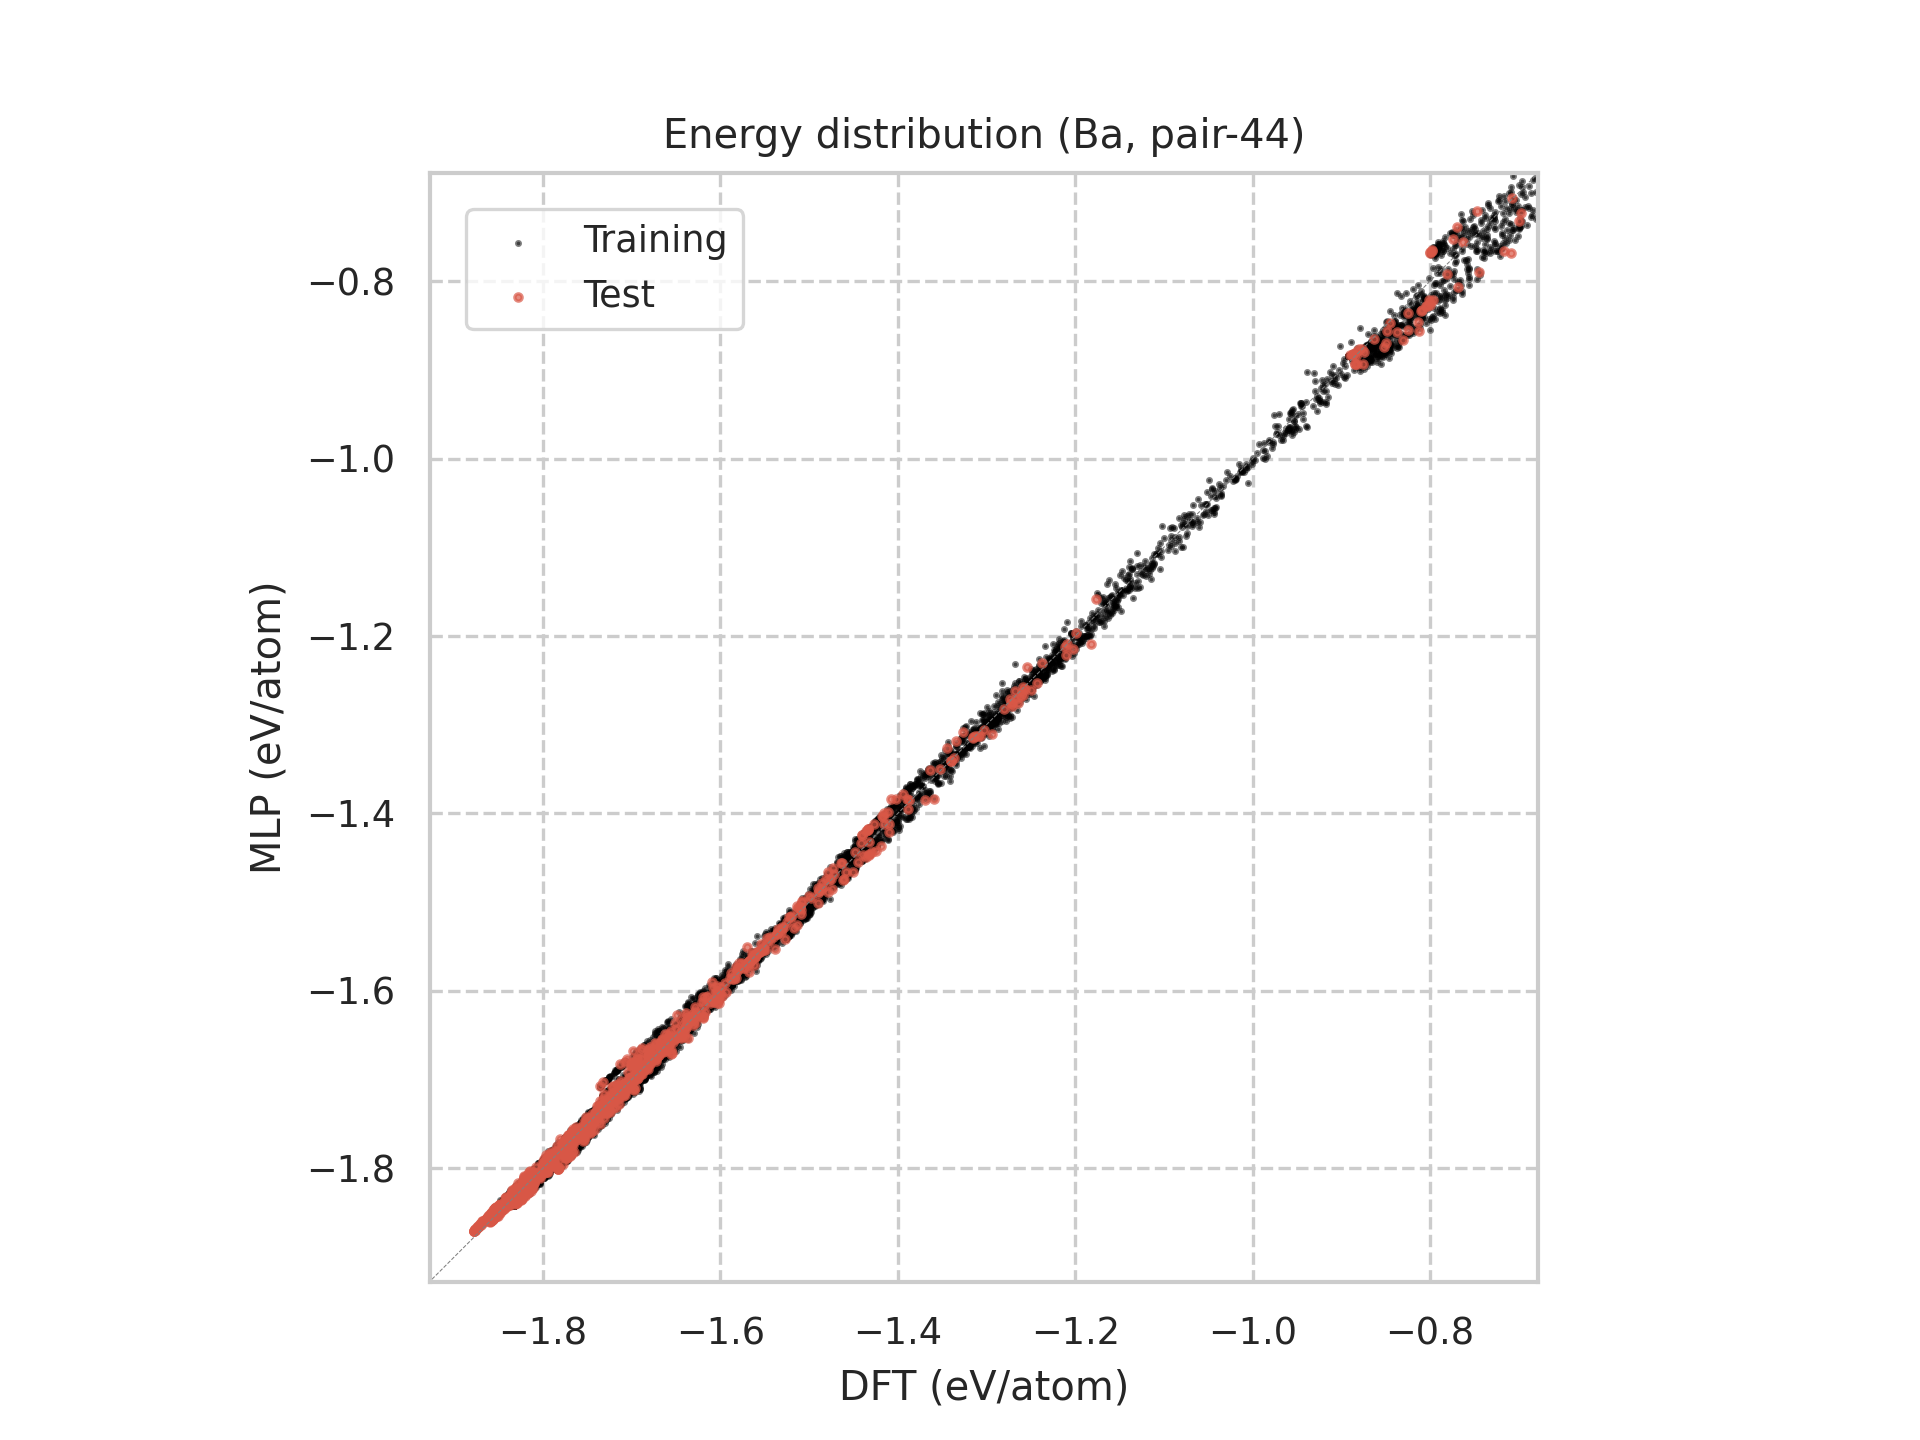 Energy distribution (Ba, pair-44)
Training
Test
−0.8
−1.0
−1.2
−1.4
−1.6
−1.8
MLP (eV/atom)
−1.8 −1.6 −1.4 −1.2 −1.0 −0.8
DFT (eV/atom)